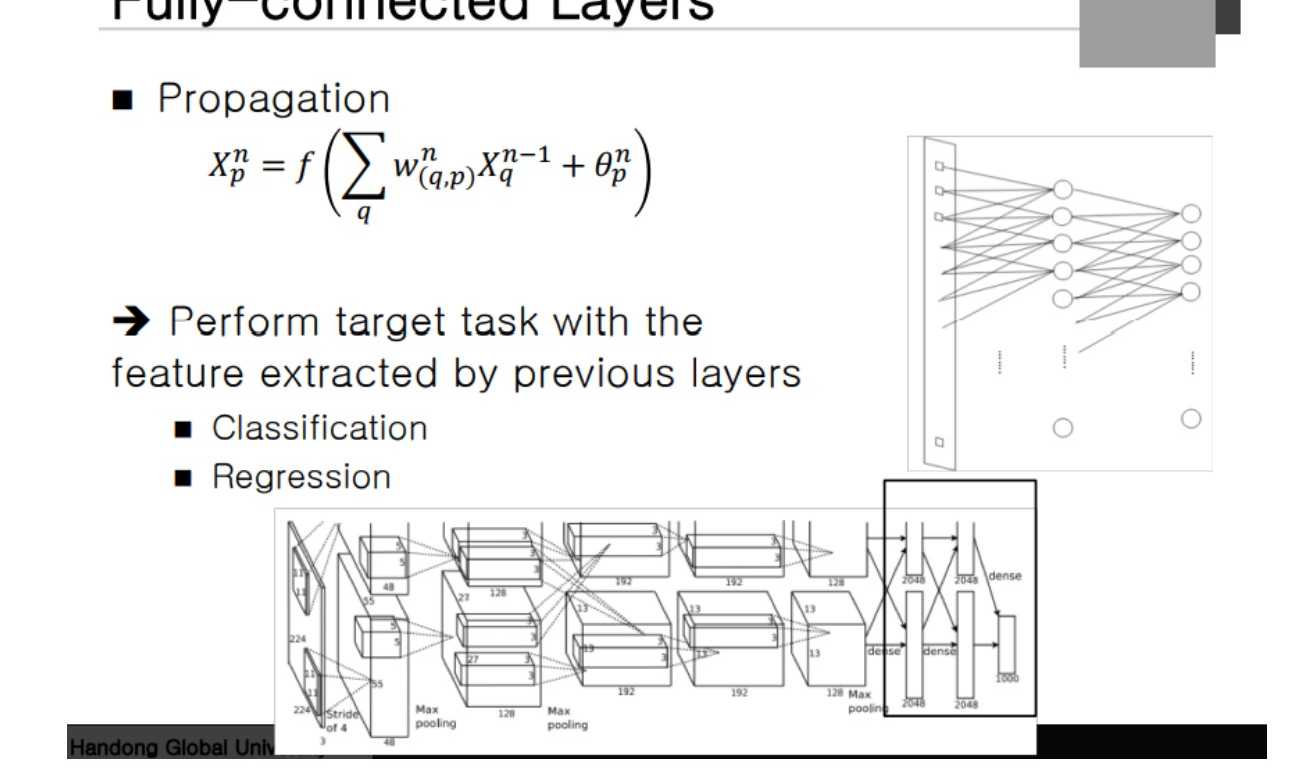 Fully-connected Layers
■ Propagation
X_p^n = f(∑_q w_(q,p)^n X_q^{n−1} + θ_p^n)
➔ Perform target task with the
feature extracted by previous layers
■ Classification
■ Regression
11
11
224
11
11
224
3
Stride
of 4
55
5
5
48
55
5
5
48
Max
pooling
27
128
3
3
3
27
3
3
3
3
128
Max
pooling
192
3
3
13
13
3
3
192
192
3
3
13
13
3
3
192
128
13
13
128
Max
pooling
2048
2048
dense
dense
dense
2048
2048
1000
Handong Global Univ